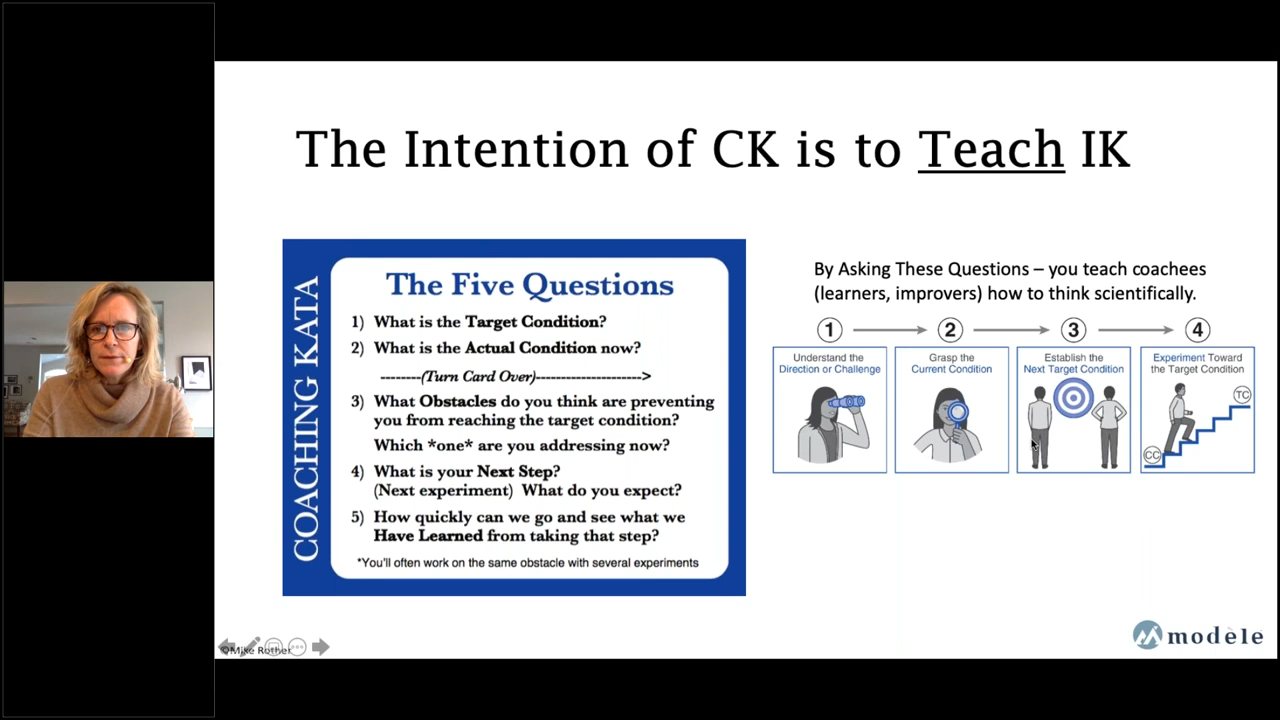 The Intention of CK is to Teach IK
COACHING KATA
The Five Questions
1) What is the Target Condition?
2) What is the Actual Condition now?
--------(Turn Card Over)---------------------->
3) What Obstacles do you think are preventing
you from reaching the target condition?
Which *one* are you addressing now?
4) What is your Next Step?
(Next experiment) What do you expect?
5) How quickly can we go and see what we
Have Learned from taking that step?
*You'll often work on the same obstacle with several experiments
By Asking These Questions – you teach coachees
(learners, improvers) how to think scientifically.
1
2
3
4
Understand the
Direction or Challenge
Grasp the
Current Condition
Establish the
Next Target Condition
Experiment Toward
the Target Condition
TC
CC
©Mike Rother
modèle